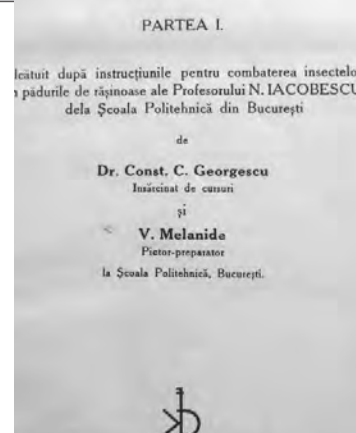 PARTEA I.
lcătuit după instrucțiunile pentru combaterea insectelo
pădurile de rășinoase ale Profesorului N. IACOBESCU
dela Școala Politehnică din București
de
Dr. Const. C. Georgescu
Însărcinat de cursuri
și
V. Melanide
Pictor-preparator
la Școala Politehnică, București.